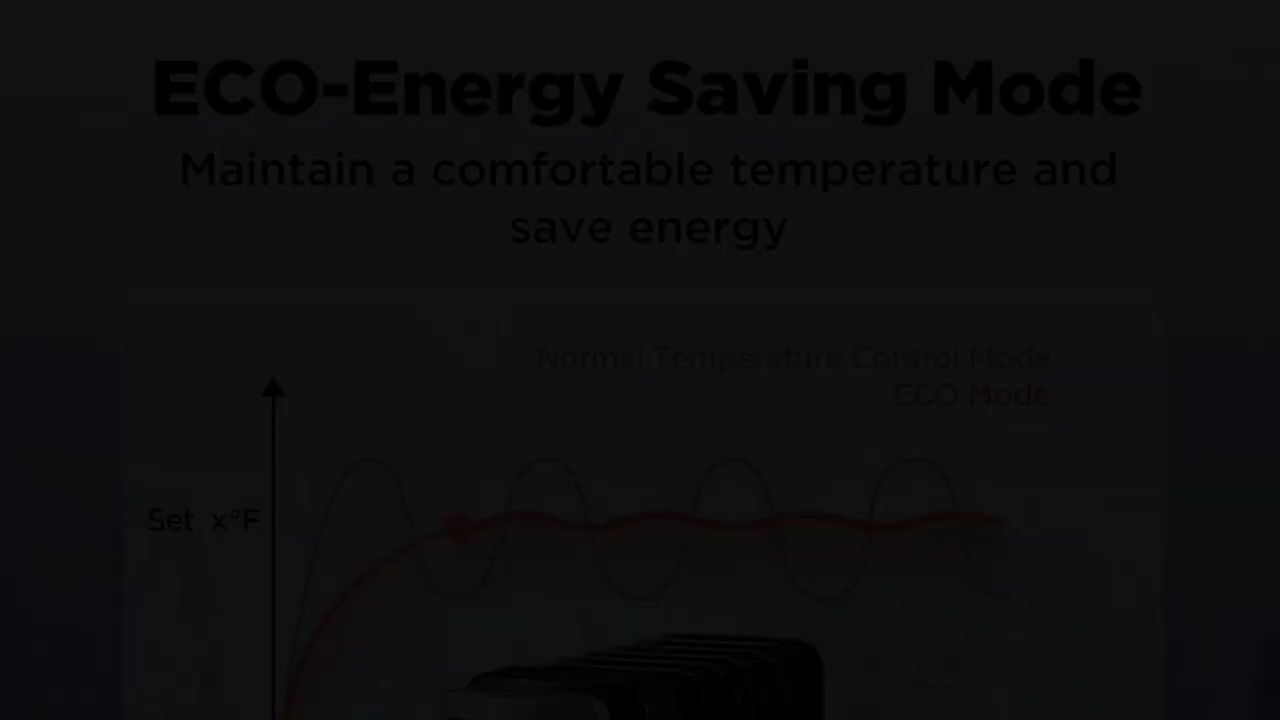 ECO-Energy Saving Mode
Maintain a comfortable temperature and
save energy
Normal Temperature Control Mode
ECO Mode
Set x°F